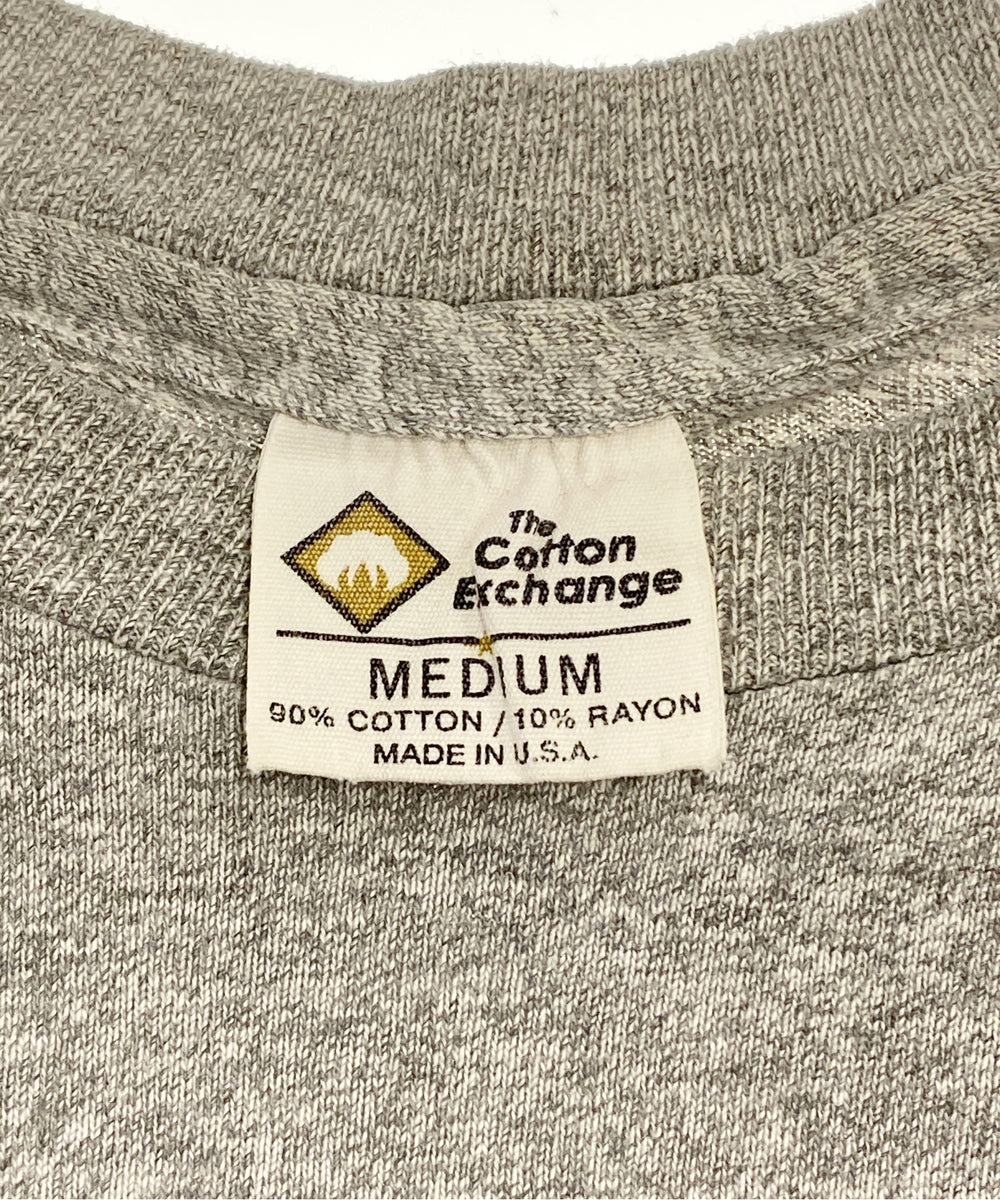 The
Cotton
Exchange
MEDIUM
90% COTTON / 10% RAYON
MADE IN U.S.A.